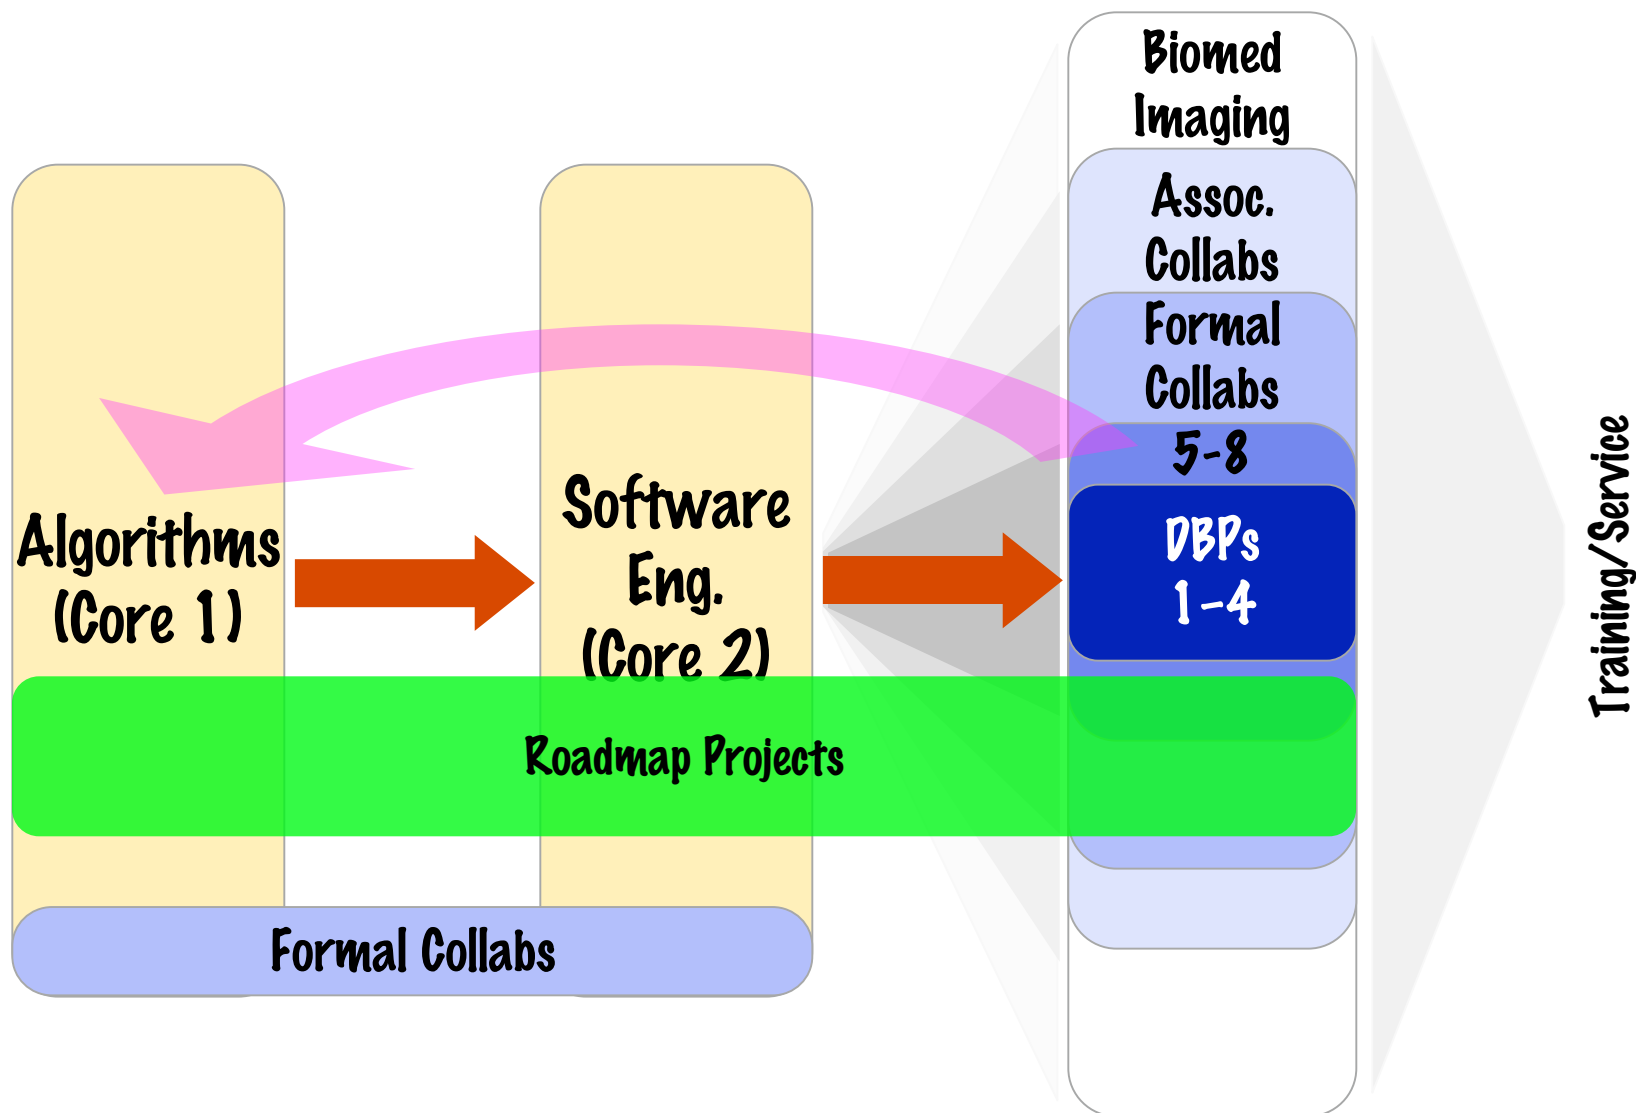 Biomed
Imaging
Assoc.
Collabs
Formal
Collabs
5-8
DBPs
1-4
Algorithms
(Core 1)
Software
Eng.
(Core 2)
Roadmap Projects
Formal Collabs
Training/Service